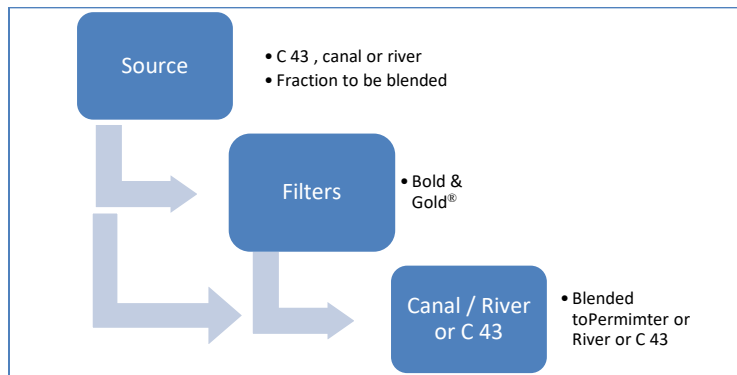 Source
• C 43 , canal or river
• Fraction to be blended
Filters
• Bold &
Gold®
Canal / River
or C 43
• Blended
toPermimter or
River or C 43